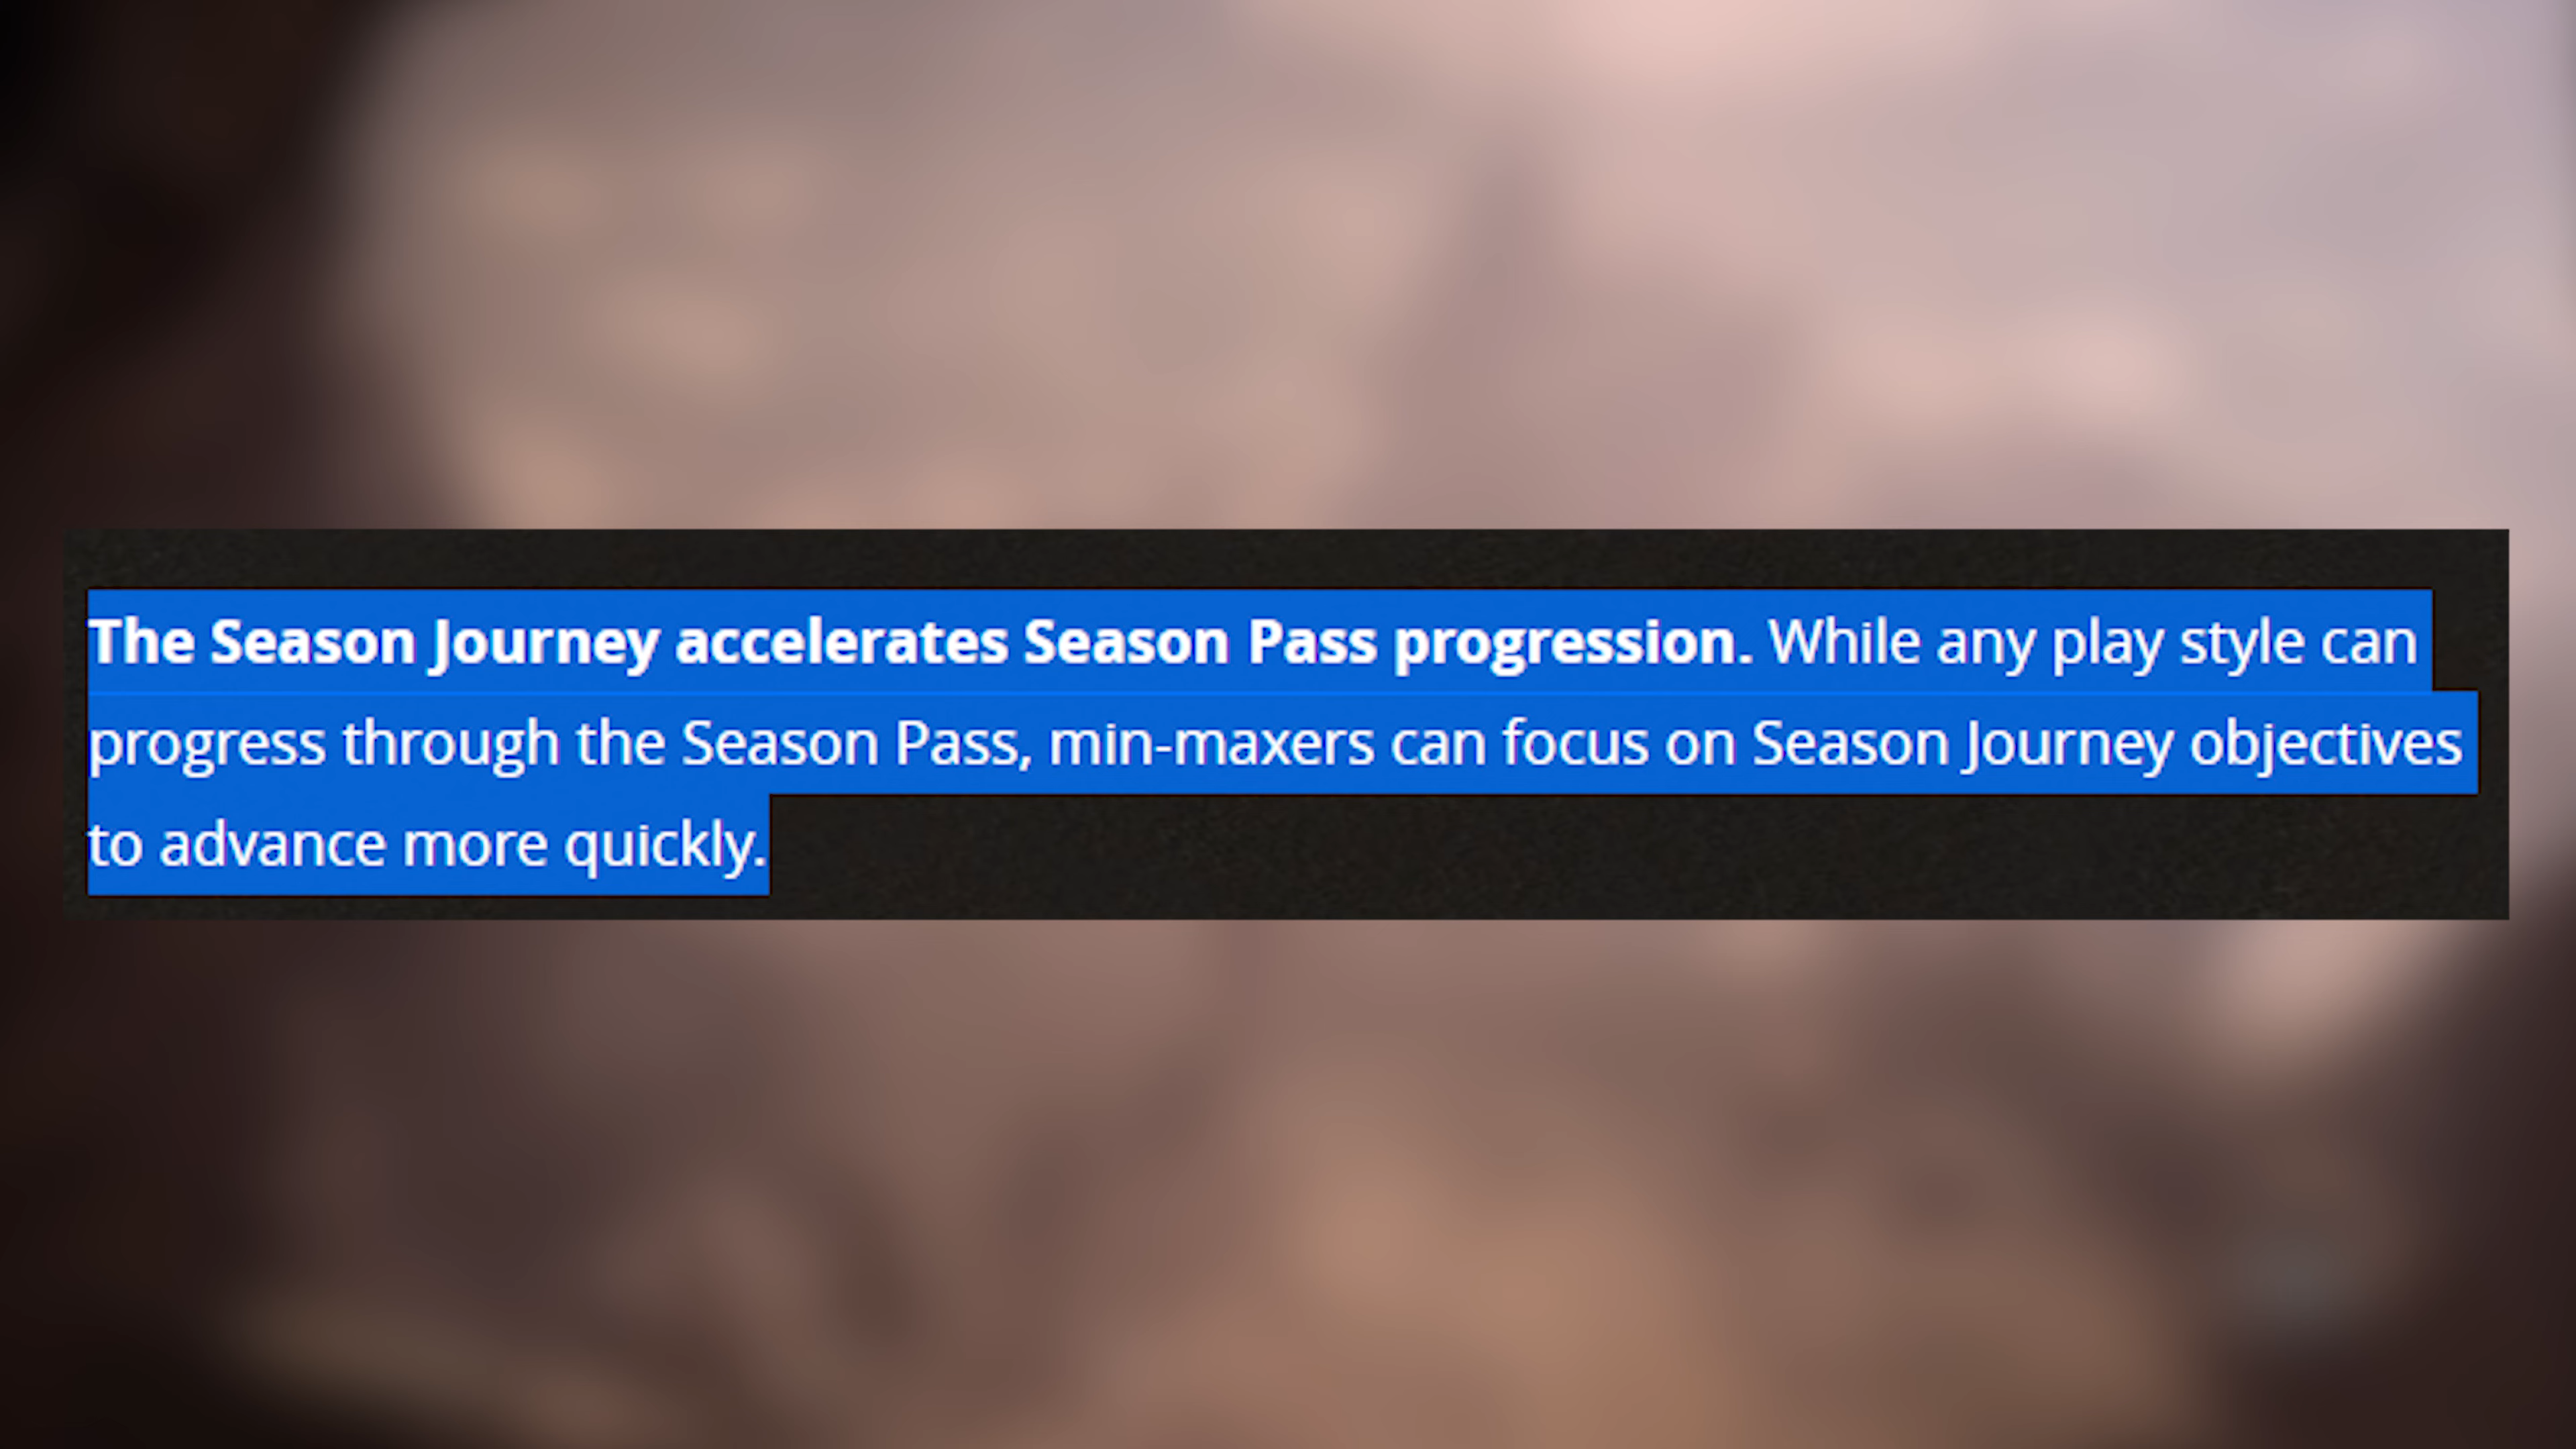 The Season Journey accelerates Season Pass progression. While any play style can
progress through the Season Pass, min-maxers can focus on Season Journey objectives
to advance more quickly.